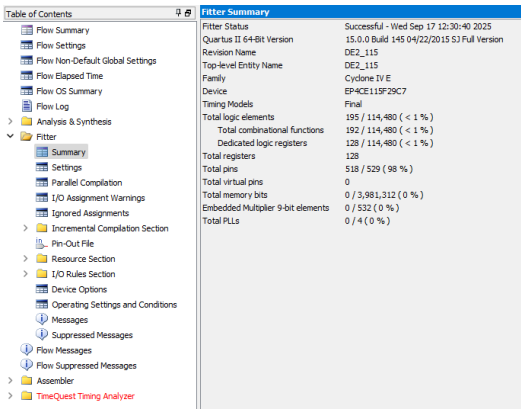 Table of Contents
Flow Summary
Flow Settings
Flow Non-Default Global Settings
Flow Elapsed Time
Flow OS Summary
Flow Log
Analysis & Synthesis
Fitter
Summary
Settings
Parallel Compilation
I/O Assignment Warnings
Ignored Assignments
Incremental Compilation Section
Pin-Out File
Resource Section
I/O Rules Section
Device Options
Operating Settings and Conditions
Messages
Suppressed Messages
Flow Messages
Flow Suppressed Messages
Assembler
TimeQuest Timing Analyzer
Fitter Summary
Fitter Status Successful - Wed Sep 17 12:30:40 2025
Quartus II 64-Bit Version 15.0.0 Build 145 04/22/2015 SJ Full Version
Revision Name DE2_115
Top-level Entity Name DE2_115
Family Cyclone IV E
Device EP4CE115F29C7
Timing Models Final
Total logic elements 195 / 114,480 ( < 1 % )
Total combinational functions 192 / 114,480 ( < 1 % )
Dedicated logic registers 128 / 114,480 ( < 1 % )
Total registers 128
Total pins 518 / 529 ( 98 % )
Total virtual pins 0
Total memory bits 0 / 3,981,312 ( 0 % )
Embedded Multiplier 9-bit elements 0 / 532 ( 0 % )
Total PLLs 0 / 4 ( 0 % )